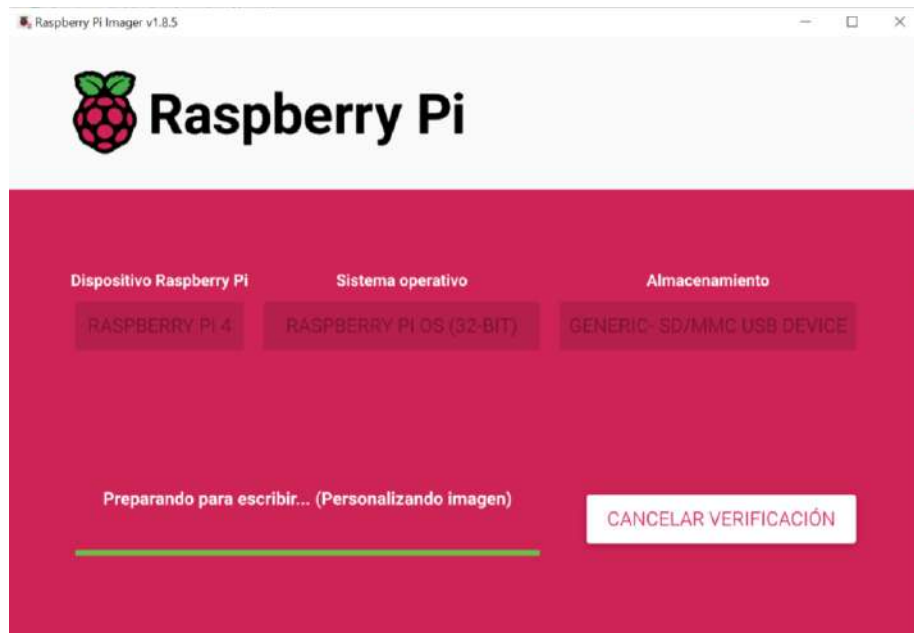 Raspberry Pi Imager v1.8.5
Raspberry Pi
Dispositivo Raspberry Pi
Sistema operativo
Almacenamiento
RASPBERRY PI 4
RASPBERRY PI OS (32-BIT)
GENERIC- SD/MMC USB DEVICE
Preparando para escribir... (Personalizando imagen)
CANCELAR VERIFICACIÓN